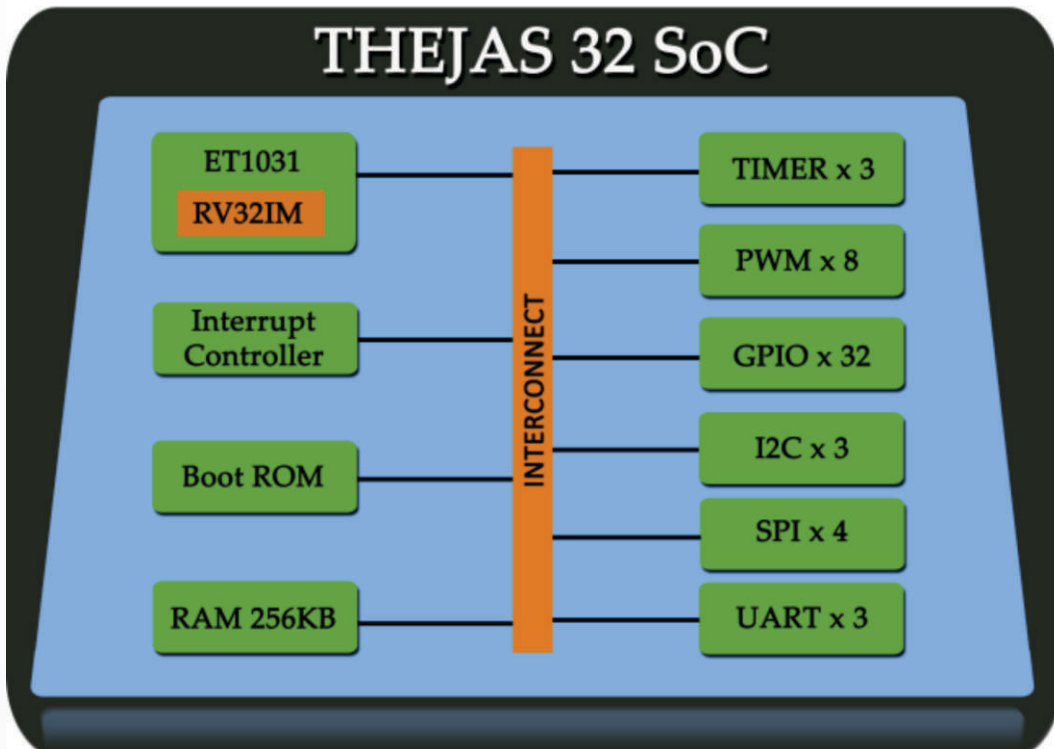 THEJAS 32 SoC
ET1031
RV32IM
Interrupt
Controller
Boot ROM
RAM 256KB
INTERCONNECT
TIMER x 3
PWM x 8
GPIO x 32
I2C x 3
SPI x 4
UART x 3